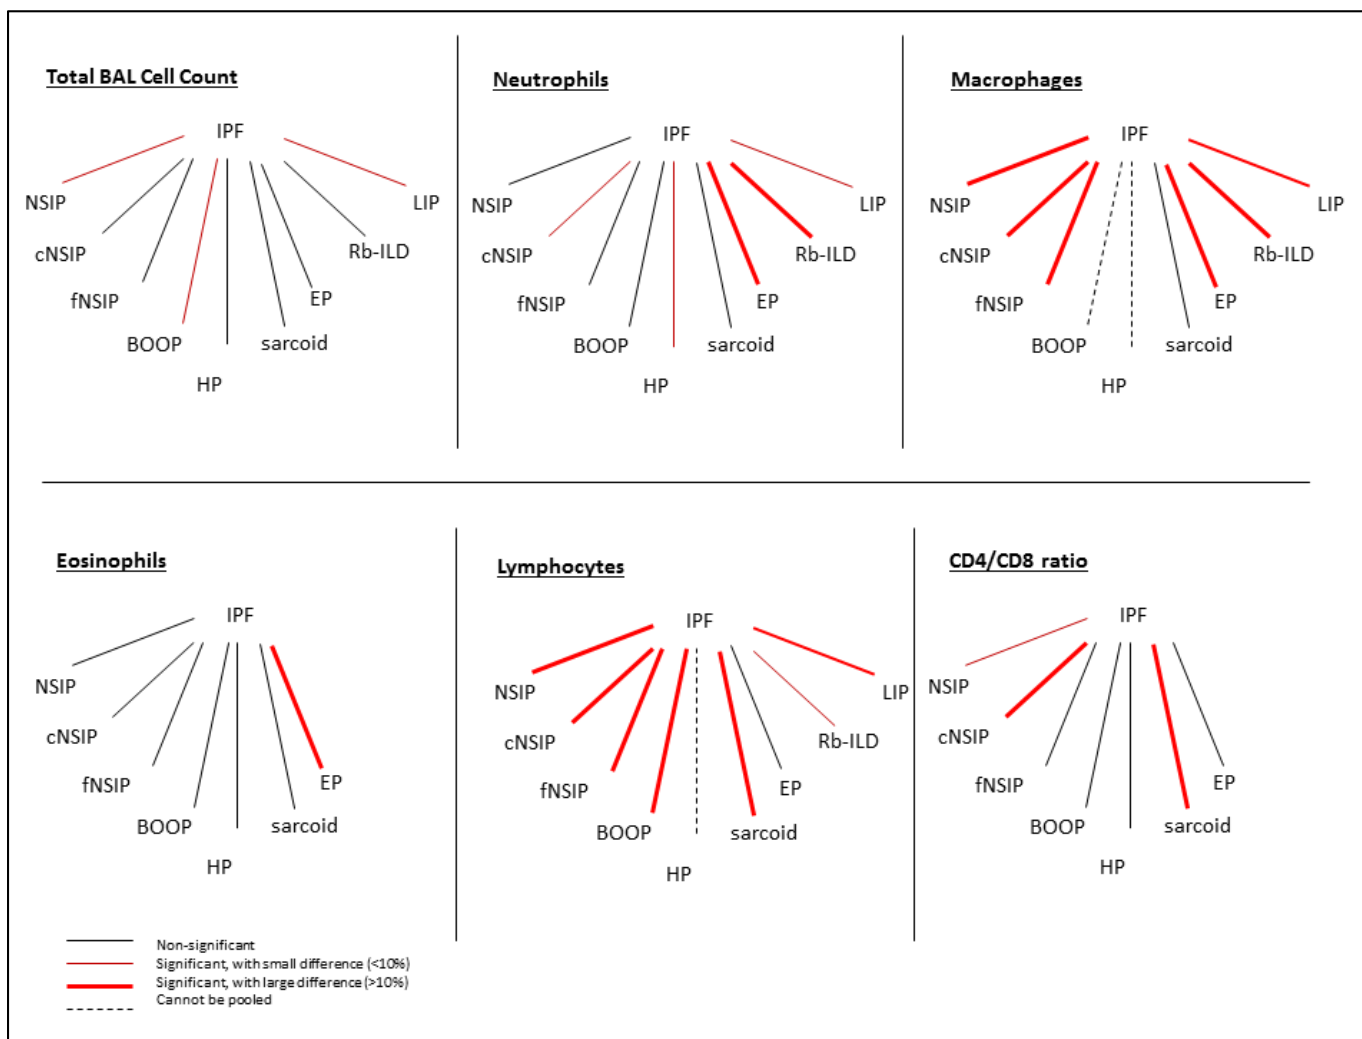 Total BAL Cell Count
IPF
NSIP
LIP
cNSIP
Rb-ILD
fNSIP
EP
BOOP
sarcoid
HP
Neutrophils
IPF
NSIP
LIP
cNSIP
Rb-ILD
fNSIP
EP
BOOP
sarcoid
HP
Macrophages
IPF
NSIP
LIP
cNSIP
Rb-ILD
fNSIP
EP
BOOP
sarcoid
HP
Eosinophils
IPF
NSIP
cNSIP
fNSIP
EP
BOOP
sarcoid
HP
Lymphocytes
IPF
NSIP
LIP
cNSIP
Rb-ILD
fNSIP
EP
BOOP
sarcoid
HP
CD4/CD8 ratio
IPF
NSIP
cNSIP
fNSIP
EP
BOOP
sarcoid
HP
Non-significant
Significant, with small difference (<10%)
Significant, with large difference (>10%)
Cannot be pooled